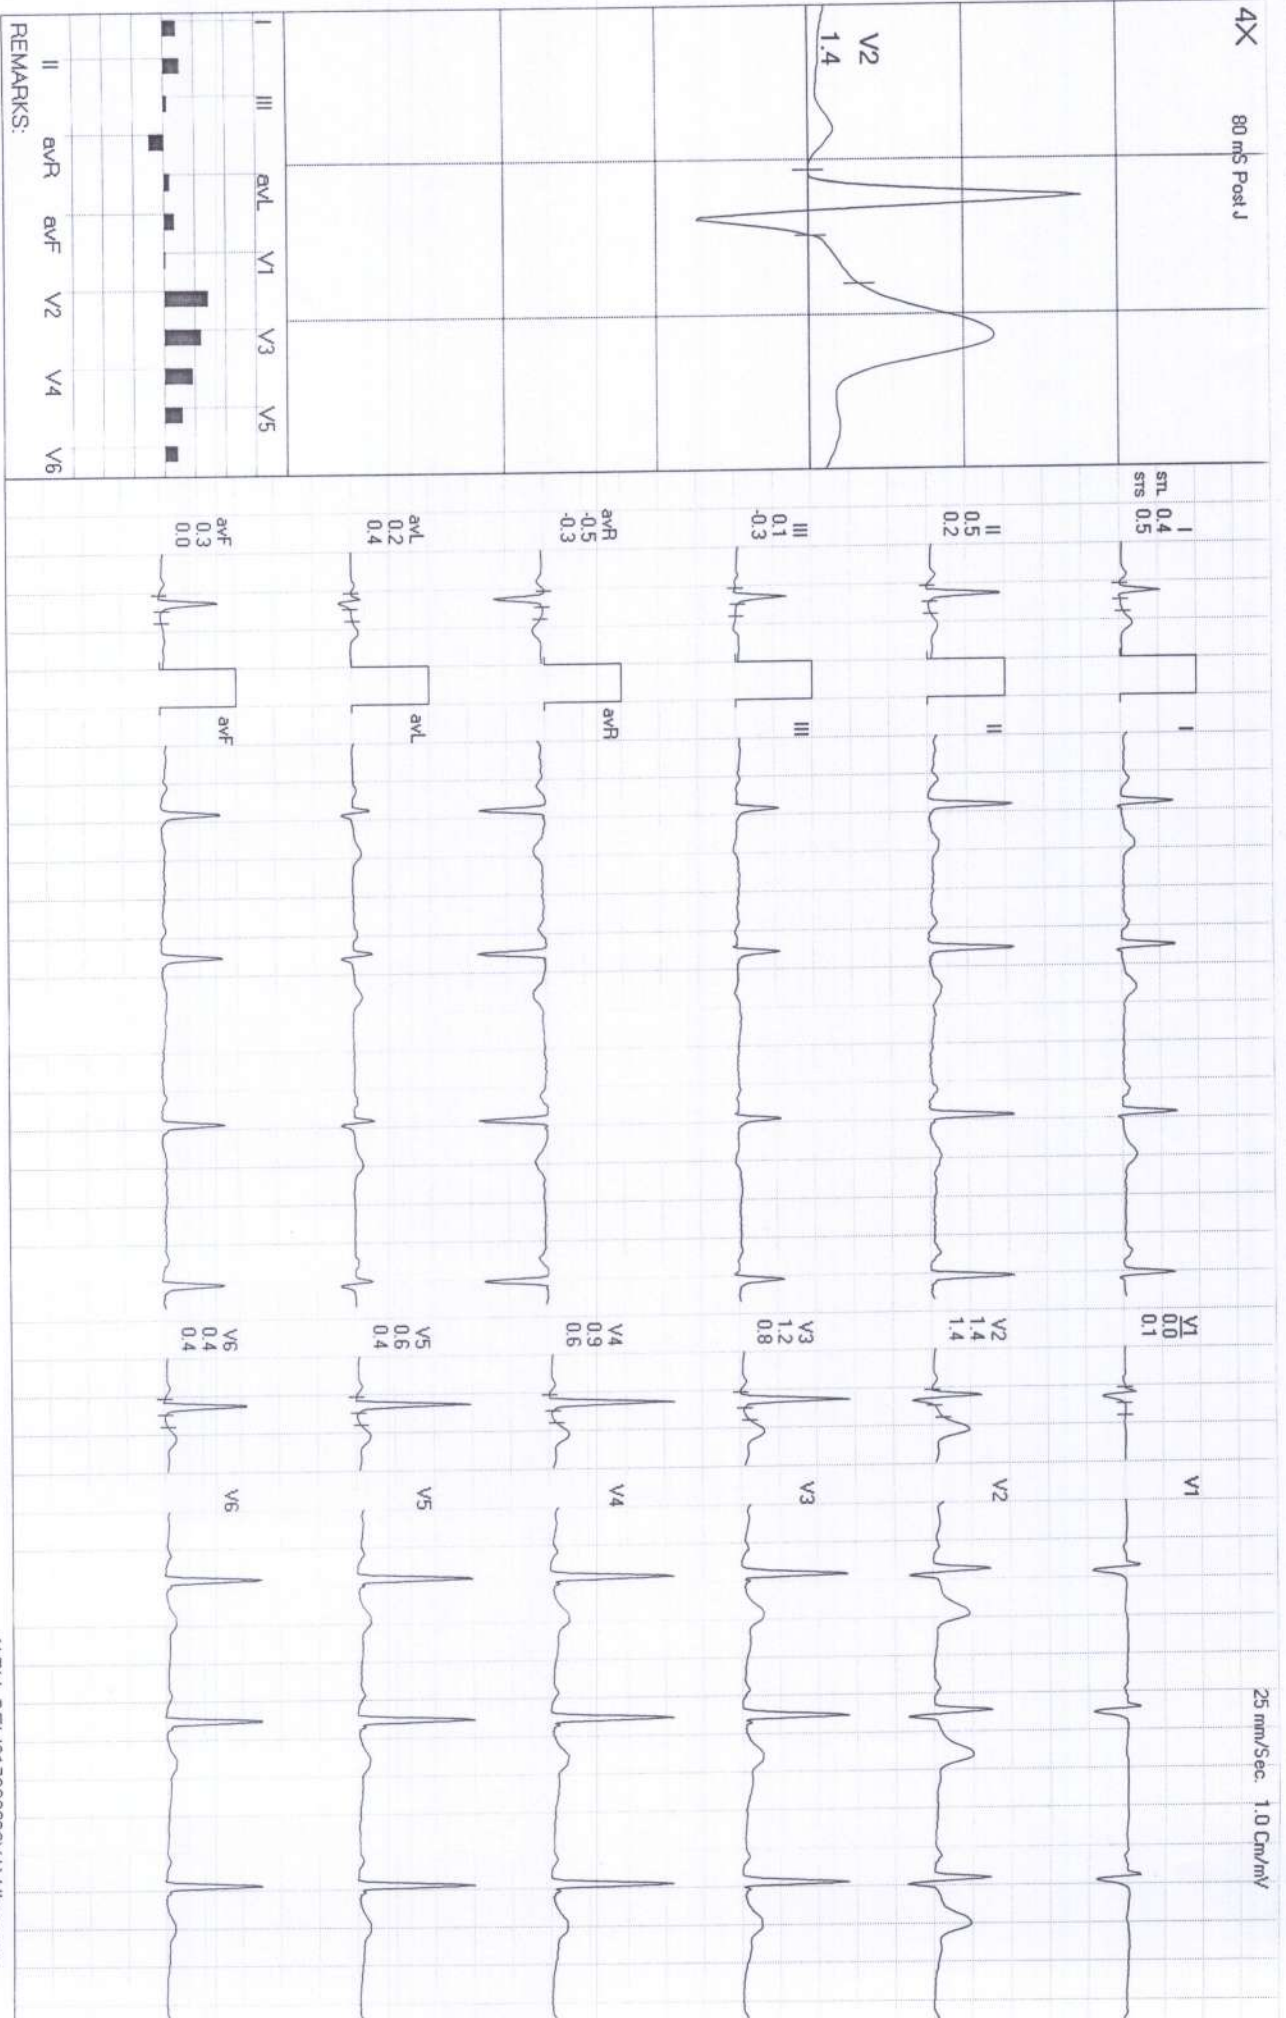 4X
80 mS Post J
25 mm/Sec. 1.0 Cm/mV
V2
1.4
I
STL 0.4
STS 0.5
I
V1
0.0
0.1
V1
II
0.5
0.2
II
V2
1.4
1.4
V2
III
0.1
-0.3
III
V3
1.2
0.8
V3
avR
-0.5
-0.3
avR
V4
0.9
0.6
V4
avL
0.2
0.4
avL
V5
0.6
0.4
V5
avF
0.3
0.0
avF
V6
0.4
0.4
V6
I III avL V1 V3 V5
II avR avF V2 V4 V6
REMARKS: